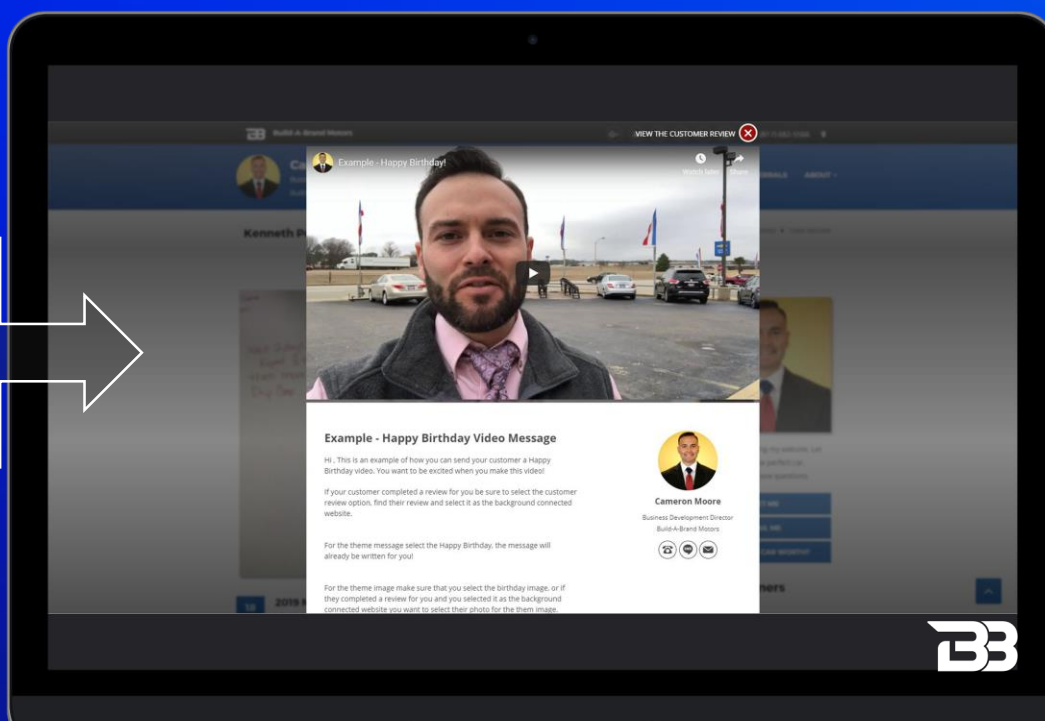 Build-A-Brand Motors
VIEW THE CUSTOMER REVIEW
ABOUT
Example - Happy Birthday!
Watch later
Share
Kenneth
Example - Happy Birthday Video Message
Hi , This is an example of how you can send your customer a Happy
Birthday video. You want to be excited when you make this video!
If your customer completed a review for you be sure to select the customer
review option, find their review and select it as the background connected
website.
For the theme message select the Happy Birthday, the message will
already be written for you!
For the theme image make sure that you select the birthday image, or if
they completed a review for you and you selected it as the background
connected website you want to select their photo for the them image.
Cameron Moore
Business Development Director
Build-A-Brand Motors
CAR WORTHY
2019
BB